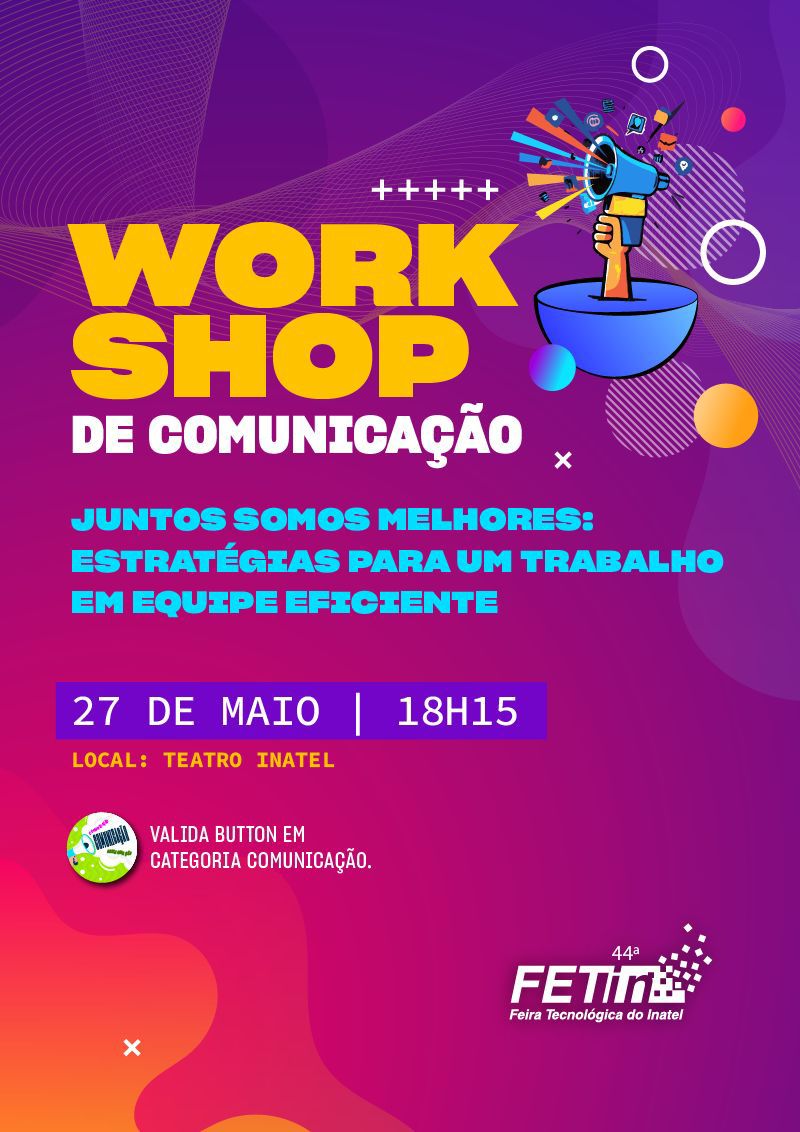 +++++
WORK
SHOP
DE COMUNICAÇÃO
JUNTOS SOMOS MELHORES:
ESTRATÉGIAS PARA UM TRABALHO
EM EQUIPE EFICIENTE
27 DE MAIO | 18H15
LOCAL: TEATRO INATEL
COMUNICAÇÃO
VALIDA BUTTON EM
CATEGORIA COMUNICAÇÃO.
44ª
FETin
Feira Tecnológica do Inatel